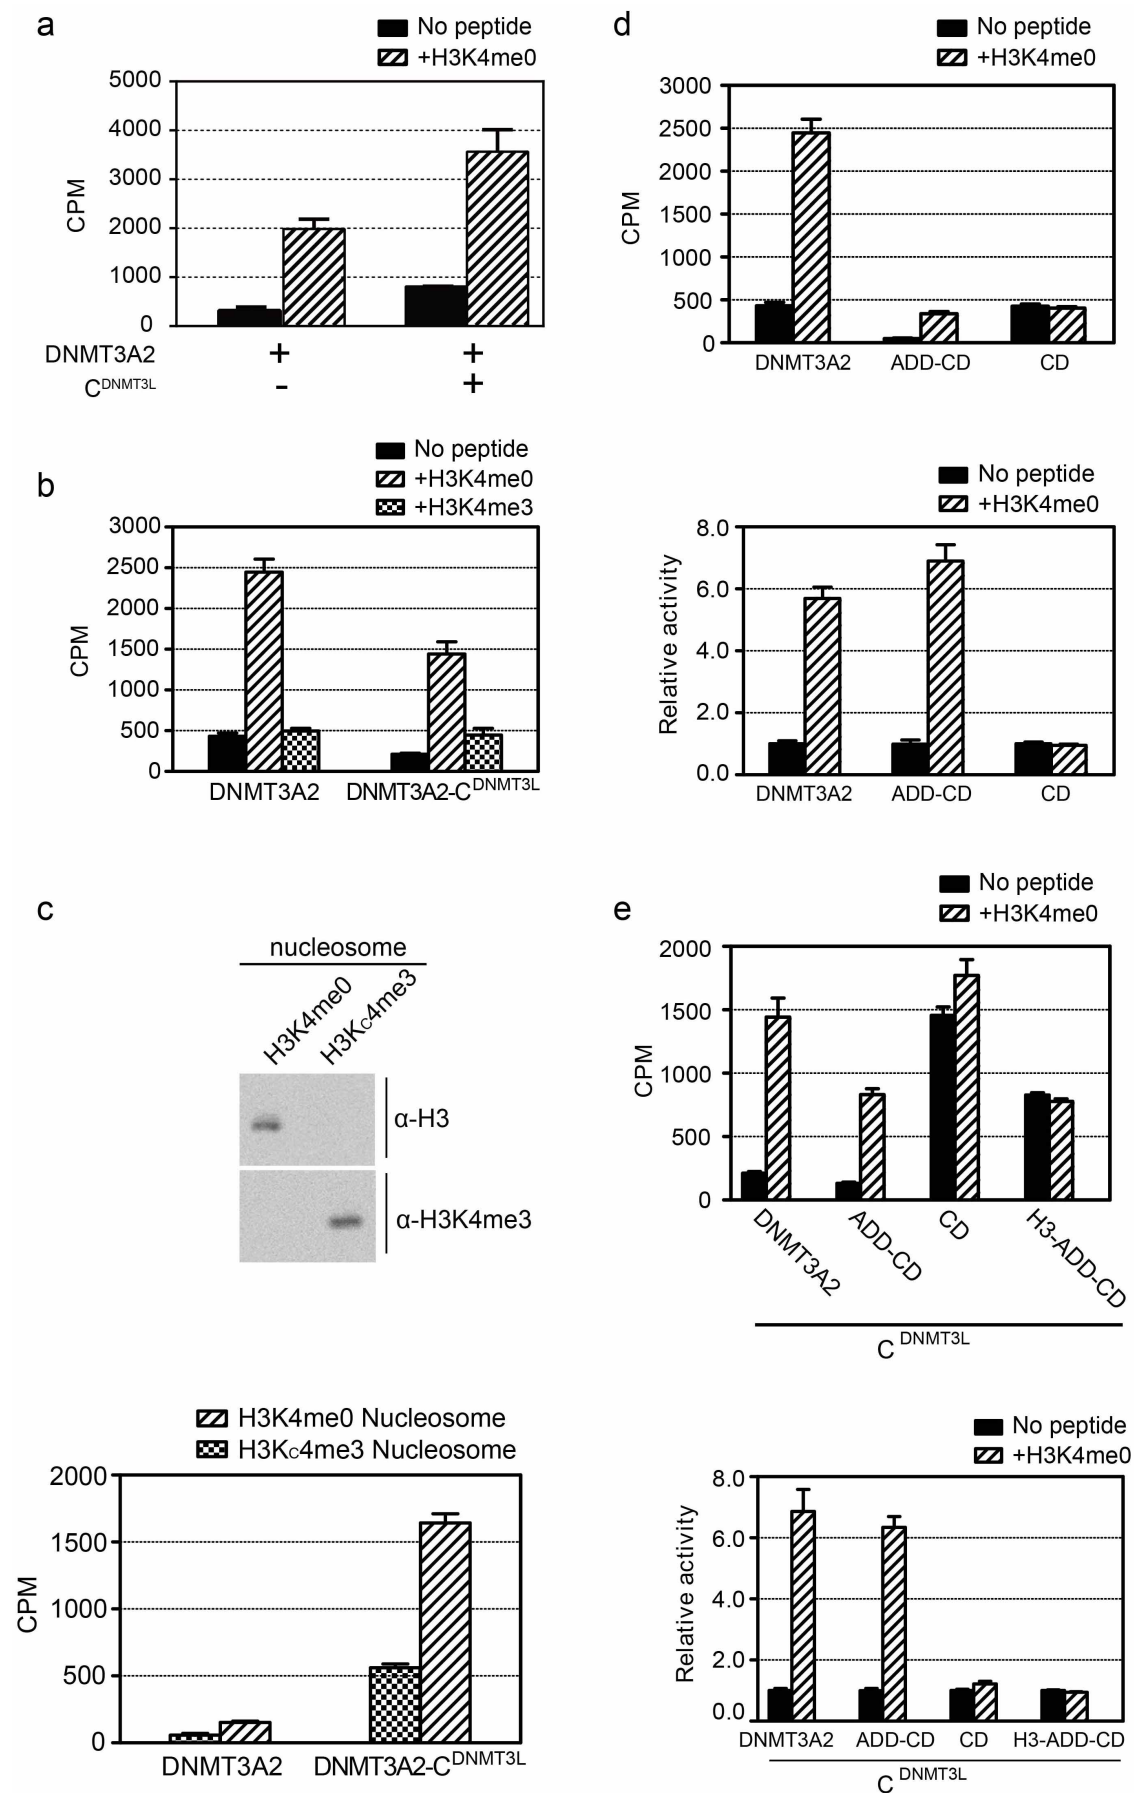 a
No peptide
+H3K4me0
5000
4000
3000
2000
1000
0
CPM
DNMT3A2 + +
C^DNMT3L - +
b
No peptide
+H3K4me0
+H3K4me3
3000
2500
2000
1500
1000
500
0
CPM
DNMT3A2 DNMT3A2-C^DNMT3L
c
nucleosome
H3K4me0 H3Kc4me3
α-H3
α-H3K4me3
H3K4me0 Nucleosome
H3Kc4me3 Nucleosome
2000
1500
1000
500
0
CPM
DNMT3A2 DNMT3A2-C^DNMT3L
d
No peptide
+H3K4me0
3000
2500
2000
1500
1000
500
0
CPM
DNMT3A2 ADD-CD CD
No peptide
+H3K4me0
8.0
6.0
4.0
2.0
0.0
Relative activity
DNMT3A2 ADD-CD CD
e
No peptide
+H3K4me0
2000
1500
1000
500
0
CPM
DNMT3A2 ADD-CD CD H3-ADD-CD
C^DNMT3L
No peptide
+H3K4me0
8.0
6.0
4.0
2.0
0.0
Relative activity
DNMT3A2 ADD-CD CD H3-ADD-CD
C^DNMT3L